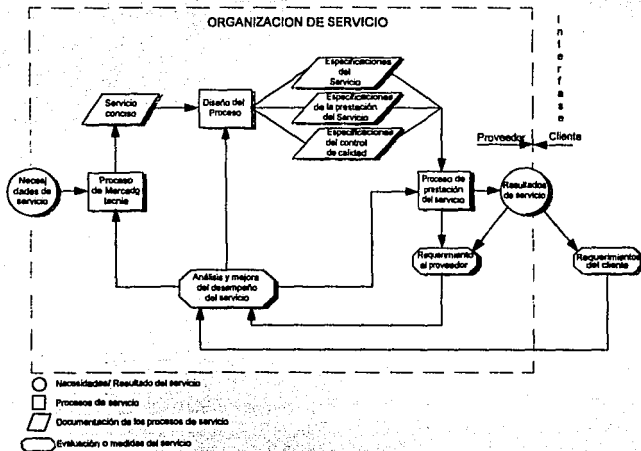 ORGANIZACION DE SERVICIO
Interfase
Especificaciones
del
Servicio
Servicio
conciso
Diseño del
Proceso
Especificaciones
de la prestación
del Servicio
Especificaciones
del control
de calidad
Proveedor
Cliente
Necesi
dades de
servicio
Proceso
de Mercado
tecnia
Proceso de
prestación
del servicio
Resultados
de servicio
Requerimiento
al proveedor
Requerimientos
del cliente
Análisis y mejora
del desempeño
del servicio
Necesidades/ Resultado del servicio
Procesos de servicio
Documentación de los procesos de servicio
Evaluación o medidas del servicio